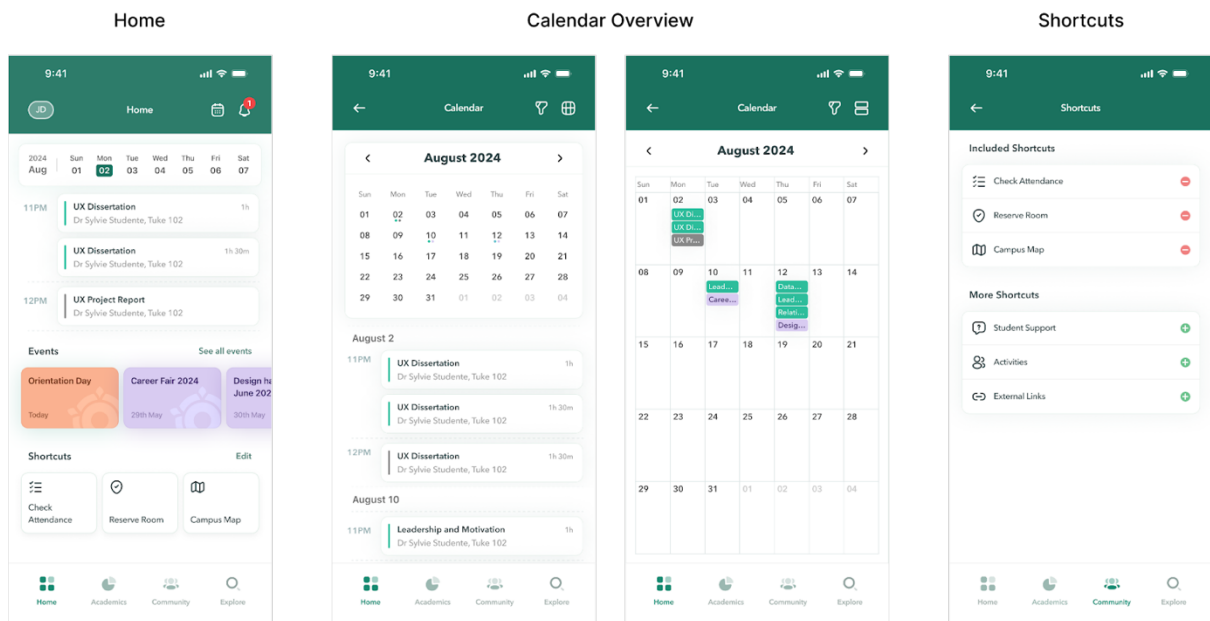 Home
Calendar Overview
Shortcuts
9:41
JD
Home
1
2024
Aug
Sun Mon Tue Wed Thu Fri Sat
01 02 03 04 05 06 07
11PM
UX Dissertation 1h
Dr Sylvie Studente, Tuke 102
UX Dissertation 1h 30m
Dr Sylvie Studente, Tuke 102
12PM
UX Project Report
Dr Sylvie Studente, Tuke 102
Events See all events
Orientation Day
Today
Career Fair 2024
29th May
Design ha
June 202
30th May
Shortcuts Edit
Check
Attendance
Reserve Room
Campus Map
Home Academics Community Explore
9:41
Calendar
August 2024
Sun Mon Tue Wed Thu Fri Sat
01 02 03 04 05 06 07
08 09 10 11 12 13 14
15 16 17 18 19 20 21
22 23 24 25 26 27 28
29 30 31 01 02 03 04
August 2
11PM
UX Dissertation 1h
Dr Sylvie Studente, Tuke 102
UX Dissertation 1h 30m
Dr Sylvie Studente, Tuke 102
12PM
UX Dissertation 1h 30m
Dr Sylvie Studente, Tuke 102
August 10
11PM
Leadership and Motivation 1h
Dr Sylvie Studente, Tuke 102
Home Academics Community Explore
9:41
Calendar
August 2024
Sun Mon Tue Wed Thu Fri Sat
01 02 03 04 05 06 07
UX Di...
UX Di...
UX Pr...
08 09 10 11 12 13 14
Lead... Data...
Caree... Lead...
Relati...
Desig...
15 16 17 18 19 20 21
22 23 24 25 26 27 28
29 30 31 01 02 03 04
Home Academics Community Explore
9:41
Shortcuts
Included Shortcuts
Check Attendance
Reserve Room
Campus Map
More Shortcuts
Student Support
Activities
External Links
Home Academics Community Explore